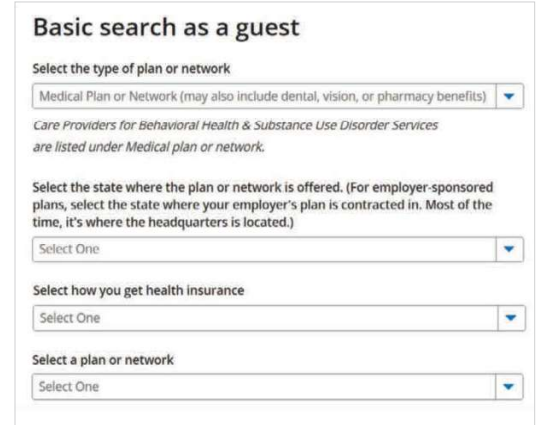 Basic search as a guest
Select the type of plan or network
Medical Plan or Network (may also include dental, vision, or pharmacy benefits)
Care Providers for Behavioral Health & Substance Use Disorder Services
are listed under Medical plan or network.
Select the state where the plan or network is offered. (For employer-sponsored
plans, select the state where your employer's plan is contracted in. Most of the
time, it's where the headquarters is located.)
Select One
Select how you get health insurance
Select One
Select a plan or network
Select One